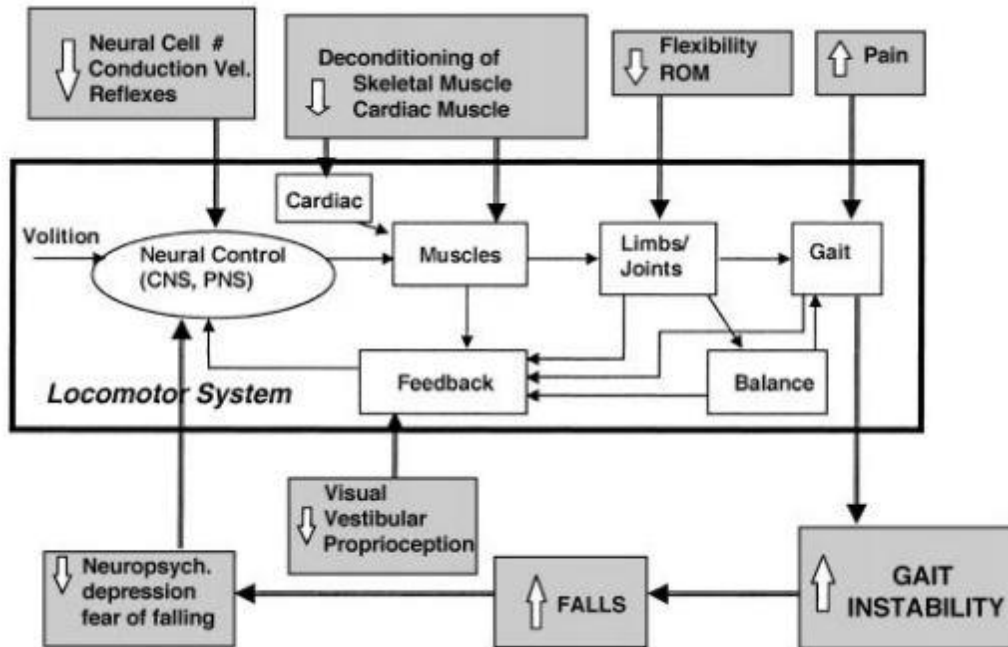 Neural Cell #
Conduction Vel.
Reflexes
Deconditioning of
Skeletal Muscle
Cardiac Muscle
Flexibility
ROM
Pain
Cardiac
Volition
Neural Control
(CNS, PNS)
Muscles
Limbs/
Joints
Gait
Feedback
Balance
Locomotor System
Visual
Vestibular
Proprioception
Neuropsych.
depression
fear of falling
FALLS
GAIT
INSTABILITY